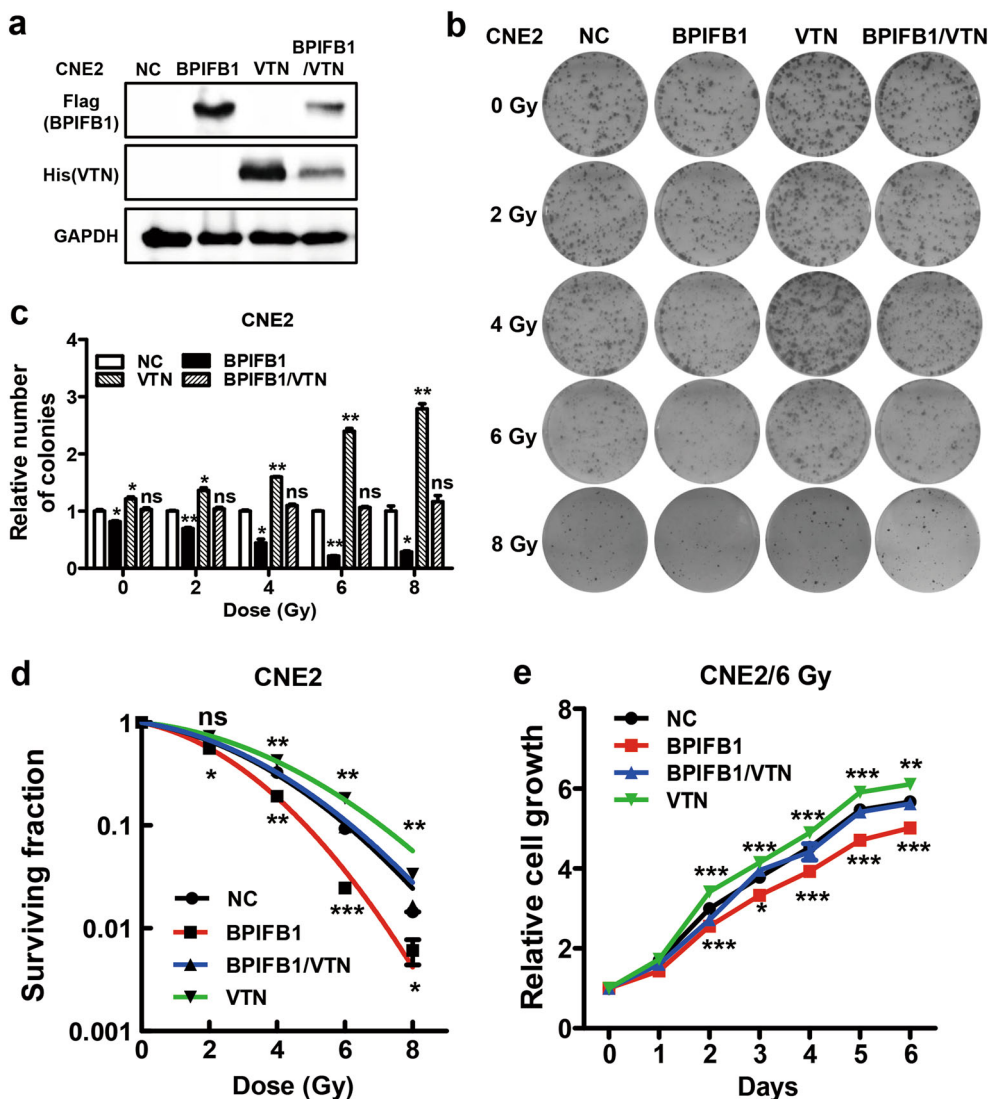 a
BPIFB1
CNE2 NC BPIFB1 VTN /VTN
Flag
(BPIFB1)
His(VTN)
GAPDH
b
CNE2 NC BPIFB1 VTN BPIFB1/VTN
0 Gy
2 Gy
4 Gy
6 Gy
8 Gy
c
CNE2
NC BPIFB1
VTN BPIFB1/VTN
Relative number
of colonies
4
3
2
1
0
* * ns
** * ns
* ** ns
** ** ns
* ** ns
0 2 4 6 8
Dose (Gy)
d
CNE2
Surviving fraction
1
0.1
0.01
0.001
ns ** ** **
* ** *** *
NC
BPIFB1
BPIFB1/VTN
VTN
0 2 4 6 8
Dose (Gy)
e
CNE2/6 Gy
Relative cell growth
8
6
4
2
0
NC
BPIFB1
BPIFB1/VTN
VTN
*** *** *** *** **
*** * *** *** ***
0 1 2 3 4 5 6
Days